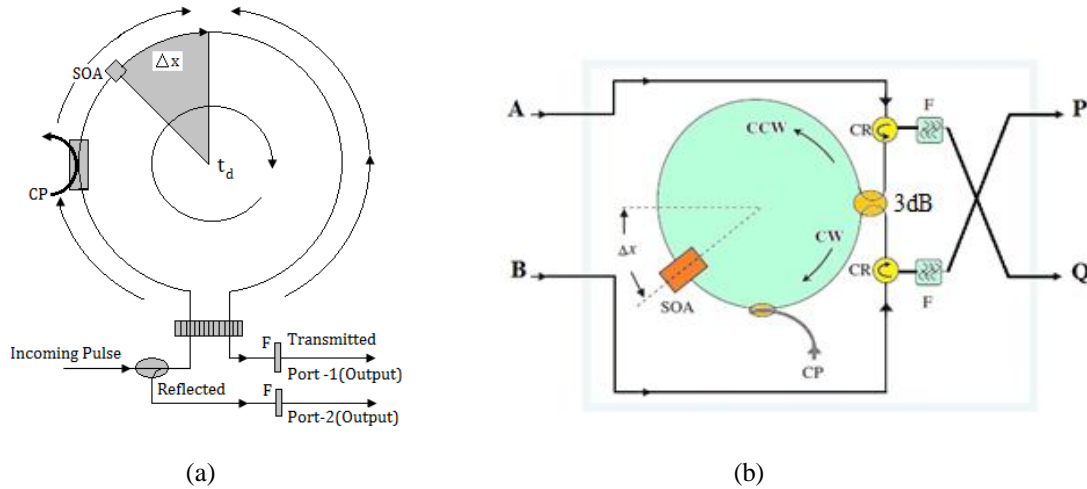 SOA
Δx
t_d
CP
Incoming Pulse
F
Transmitted
Port -1(Output)
Reflected
F
Port-2(Output)
(a)
A
F
P
CR
CCW
3dB
Δx
CW
B
CR
Q
SOA
F
CP
(b)